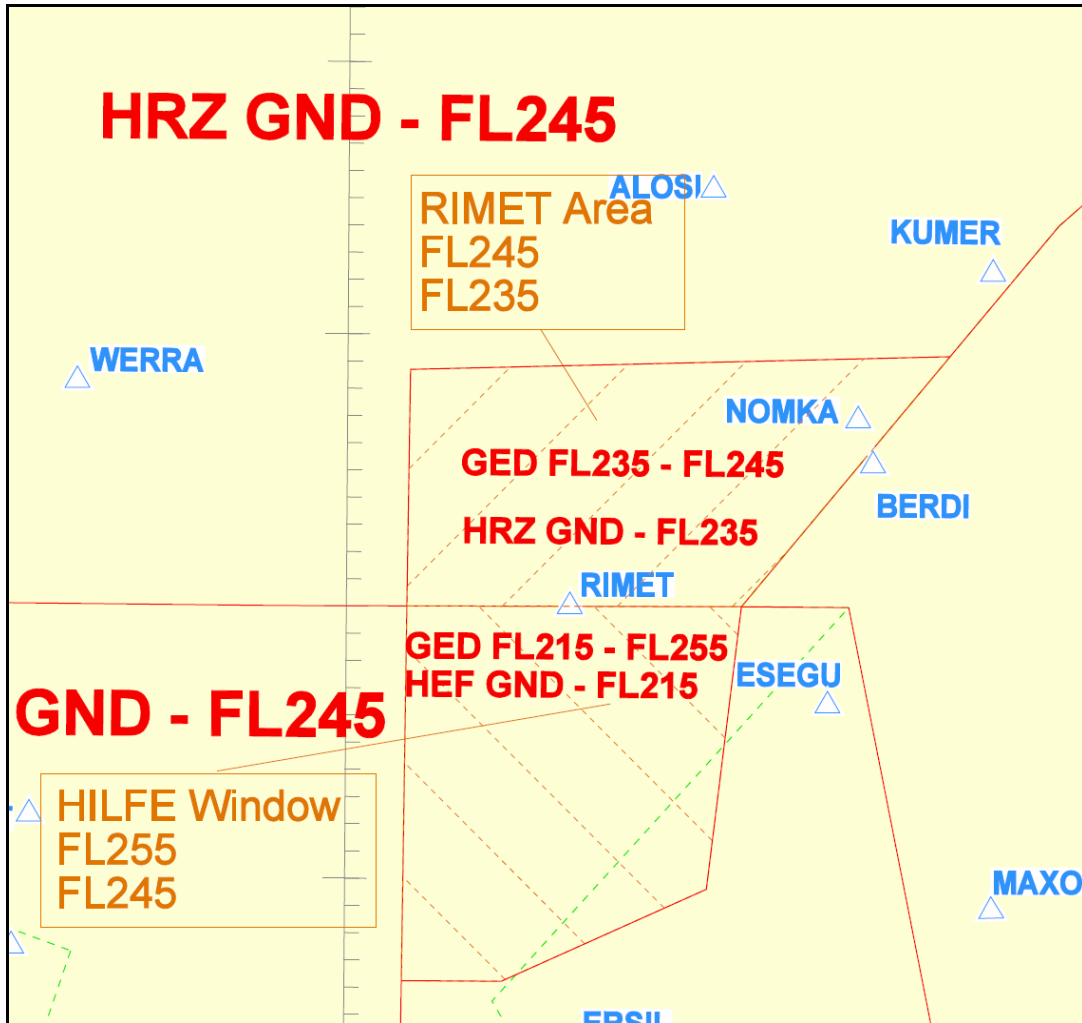 HRZ GND - FL245
ALOSI
RIMET Area
FL245
FL235
KUMER
WERRA
NOMKA
GED FL235 - FL245
BERDI
HRZ GND - FL235
RIMET
GED FL215 - FL255
HEF GND - FL215
ESEGU
GND - FL245
HILFE Window
FL255
FL245
MAXO